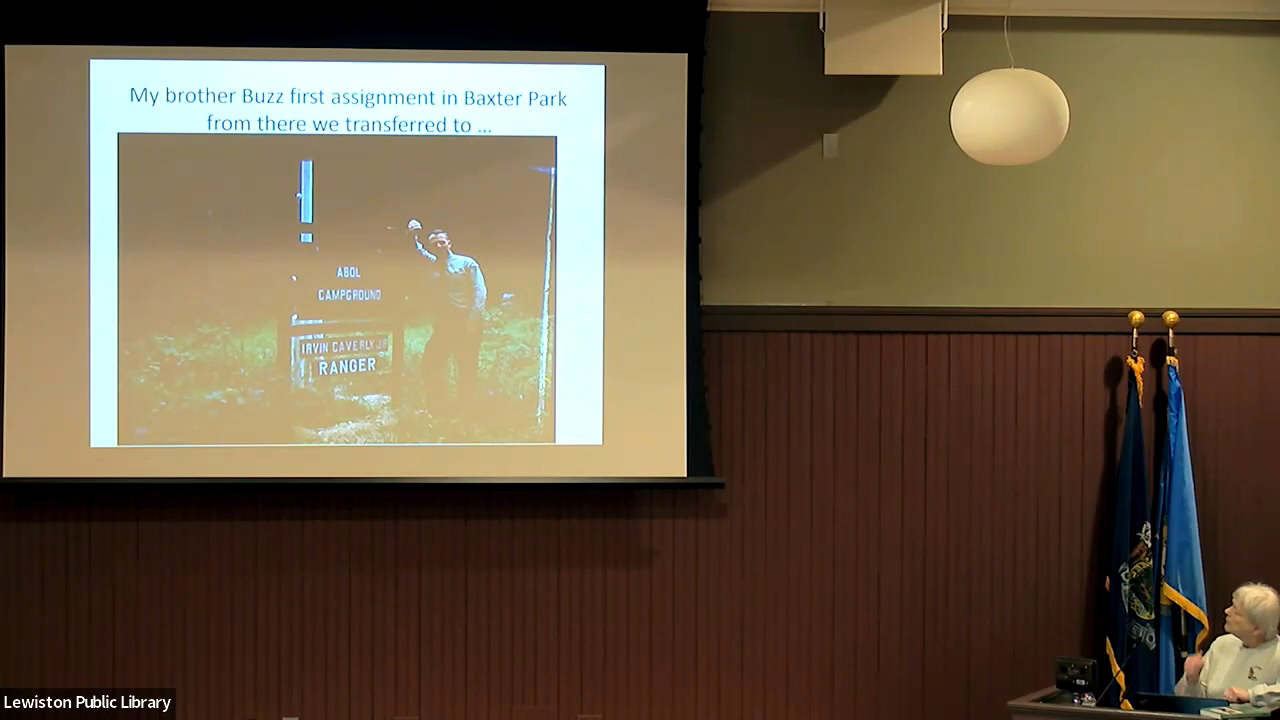 My brother Buzz first assignment in Baxter Park
from there we transferred to ...
ABOL
CAMPGROUND
IRVIN CAVERLY JR
RANGER
Lewiston Public Library